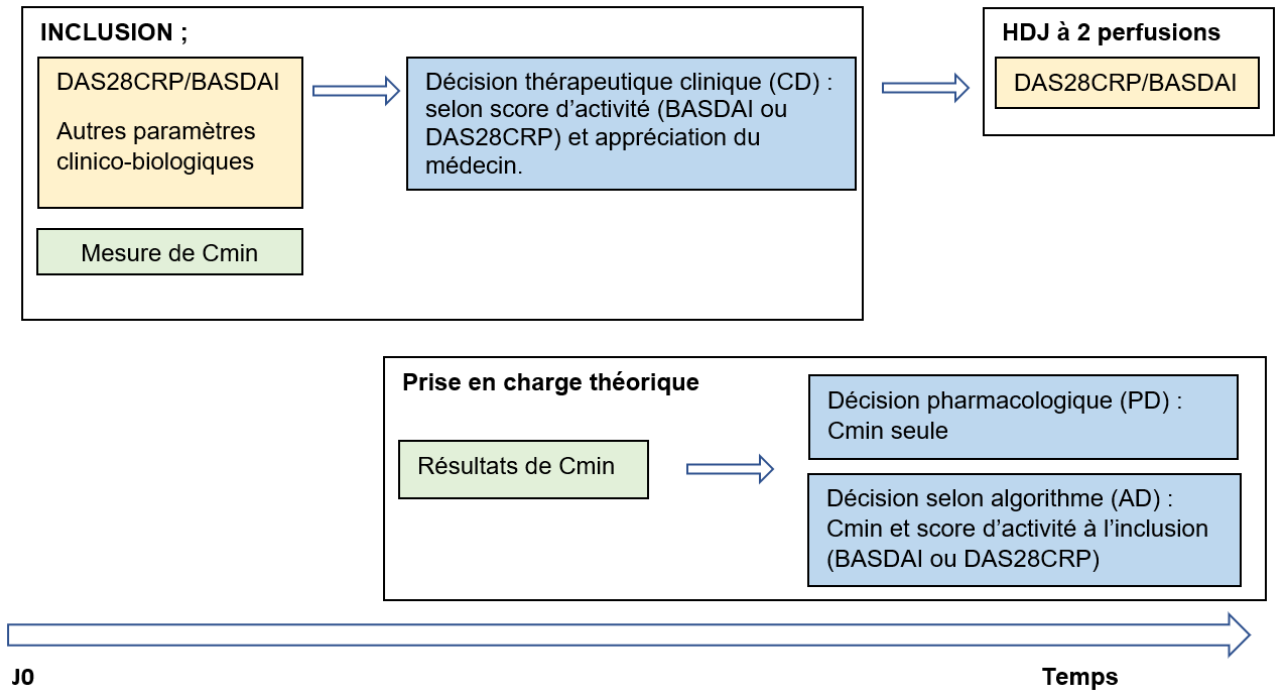 INCLUSION ;
DAS28CRP/BASDAI
Autres paramètres
clinico-biologiques
Mesure de Cmin
Décision thérapeutique clinique (CD) :
selon score d’activité (BASDAI ou
DAS28CRP) et appréciation du
médecin.
HDJ à 2 perfusions
DAS28CRP/BASDAI
Prise en charge théorique
Résultats de Cmin
Décision pharmacologique (PD) :
Cmin seule
Décision selon algorithme (AD) :
Cmin et score d’activité à l’inclusion
(BASDAI ou DAS28CRP)
J0
Temps